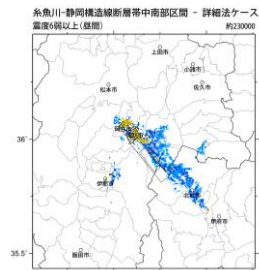 糸魚川-静岡構造線断層帯中南部区間 - 詳細法ケース
震度6弱以上(昼間)
約230000
上田市
小諸市
佐久市
松本市
36°
伊那市
甲府市
飯田市
35.5°